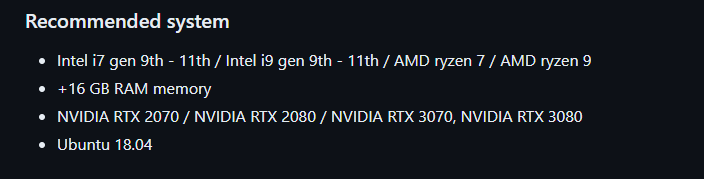 Recommended system
Intel i7 gen 9th - 11th / Intel i9 gen 9th - 11th / AMD ryzen 7 / AMD ryzen 9
+16 GB RAM memory
NVIDIA RTX 2070 / NVIDIA RTX 2080 / NVIDIA RTX 3070, NVIDIA RTX 3080
Ubuntu 18.04